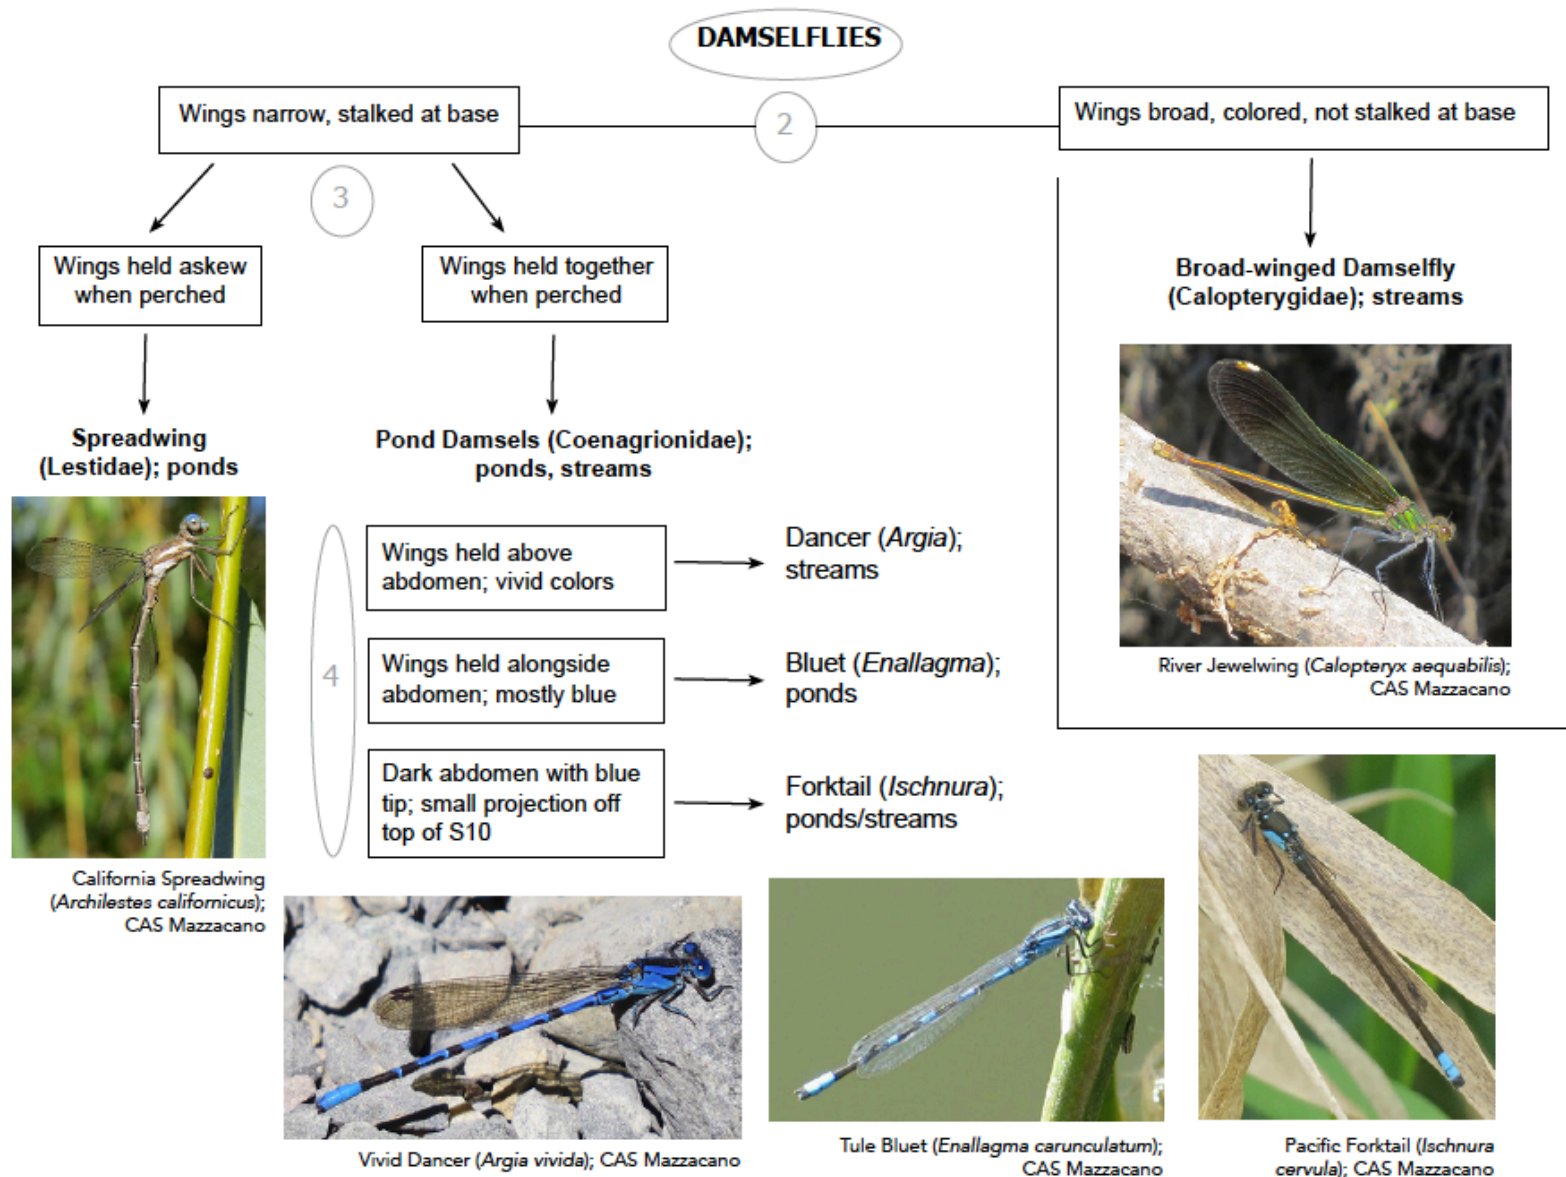 DAMSELFLIES
2
Wings narrow, stalked at base
Wings broad, colored, not stalked at base
3
Wings held askew
when perched
Wings held together
when perched
Broad-winged Damselfly
(Calopterygidae); streams
Spreadwing
(Lestidae); ponds
Pond Damsels (Coenagrionidae);
ponds, streams
4
Wings held above
abdomen; vivid colors
Dancer (Argia);
streams
Wings held alongside
abdomen; mostly blue
Bluet (Enallagma);
ponds
Dark abdomen with blue
tip; small projection off
top of S10
Forktail (Ischnura);
ponds/streams
River Jewelwing (Calopteryx aequabilis);
CAS Mazzacano
California Spreadwing
(Archilestes californicus);
CAS Mazzacano
Vivid Dancer (Argia vivida); CAS Mazzacano
Tule Bluet (Enallagma carunculatum);
CAS Mazzacano
Pacific Forktail (Ischnura
cervula); CAS Mazzacano